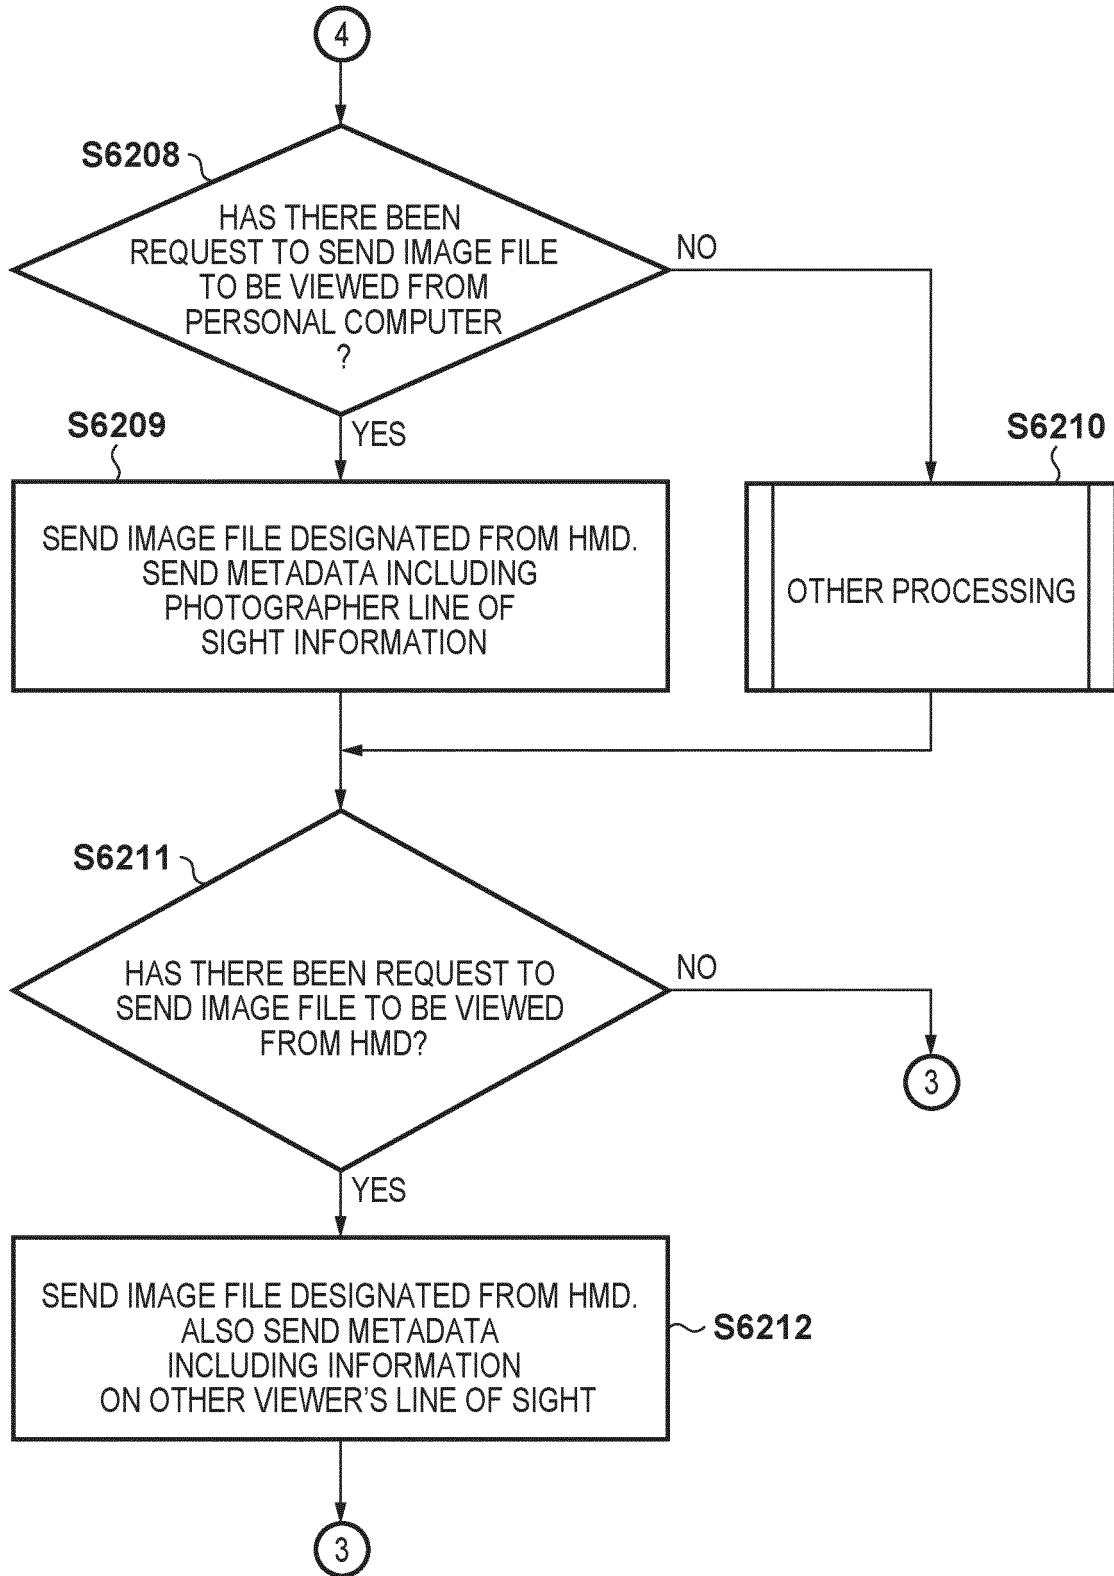 4
S6208
HAS THERE BEEN
REQUEST TO SEND IMAGE FILE
TO BE VIEWED FROM
PERSONAL COMPUTER
?
NO
YES
S6209
SEND IMAGE FILE DESIGNATED FROM HMD.
SEND METADATA INCLUDING
PHOTOGRAPHER LINE OF
SIGHT INFORMATION
S6210
OTHER PROCESSING
S6211
HAS THERE BEEN REQUEST TO
SEND IMAGE FILE TO BE VIEWED
FROM HMD?
NO
3
YES
SEND IMAGE FILE DESIGNATED FROM HMD.
ALSO SEND METADATA
INCLUDING INFORMATION
ON OTHER VIEWER'S LINE OF SIGHT
S6212
3